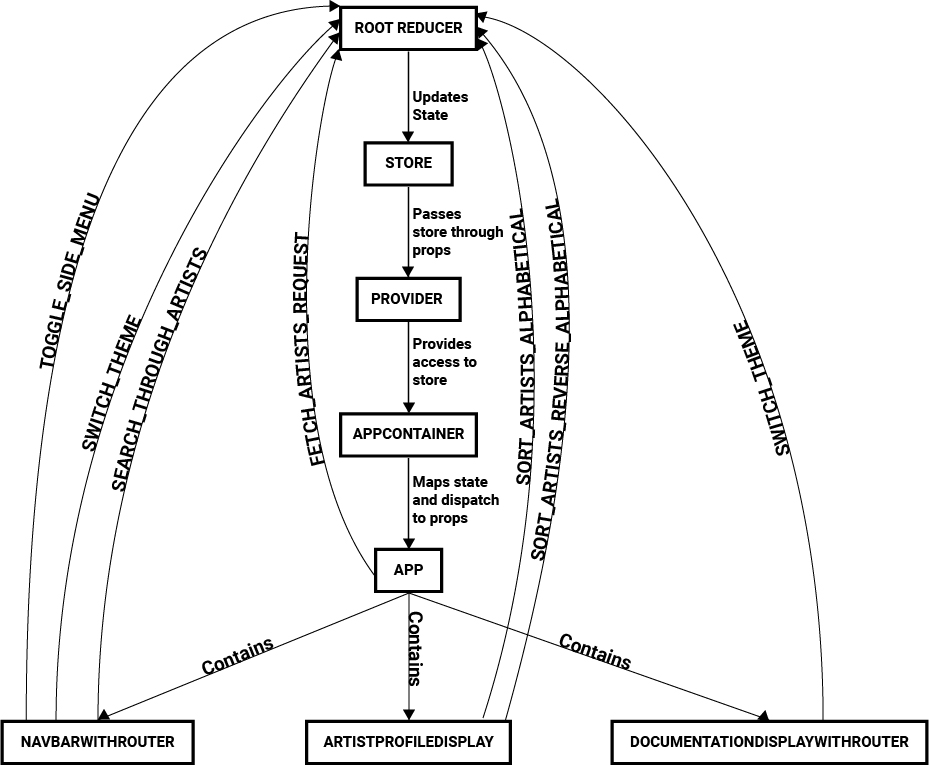 ROOT REDUCER
Updates
State
STORE
Passes
store through
props
PROVIDER
Provides
access to
store
APPCONTAINER
Maps state
and dispatch
to props
APP
TOGGLE_SIDE_MENU
SWITCH_THEME
SEARCH_THROUGH_ARTISTS
FETCH_ARTISTS_REQUEST
SORT_ARTISTS_ALPHABETICAL
SORT_ARTISTS_REVERSE_ALPHABETICAL
SWITCH_THEME
Contains
Contains
Contains
NAVBARWITHROUTER
ARTISTPROFILEDISPLAY
DOCUMENTATIONDISPLAYWITHROUTER